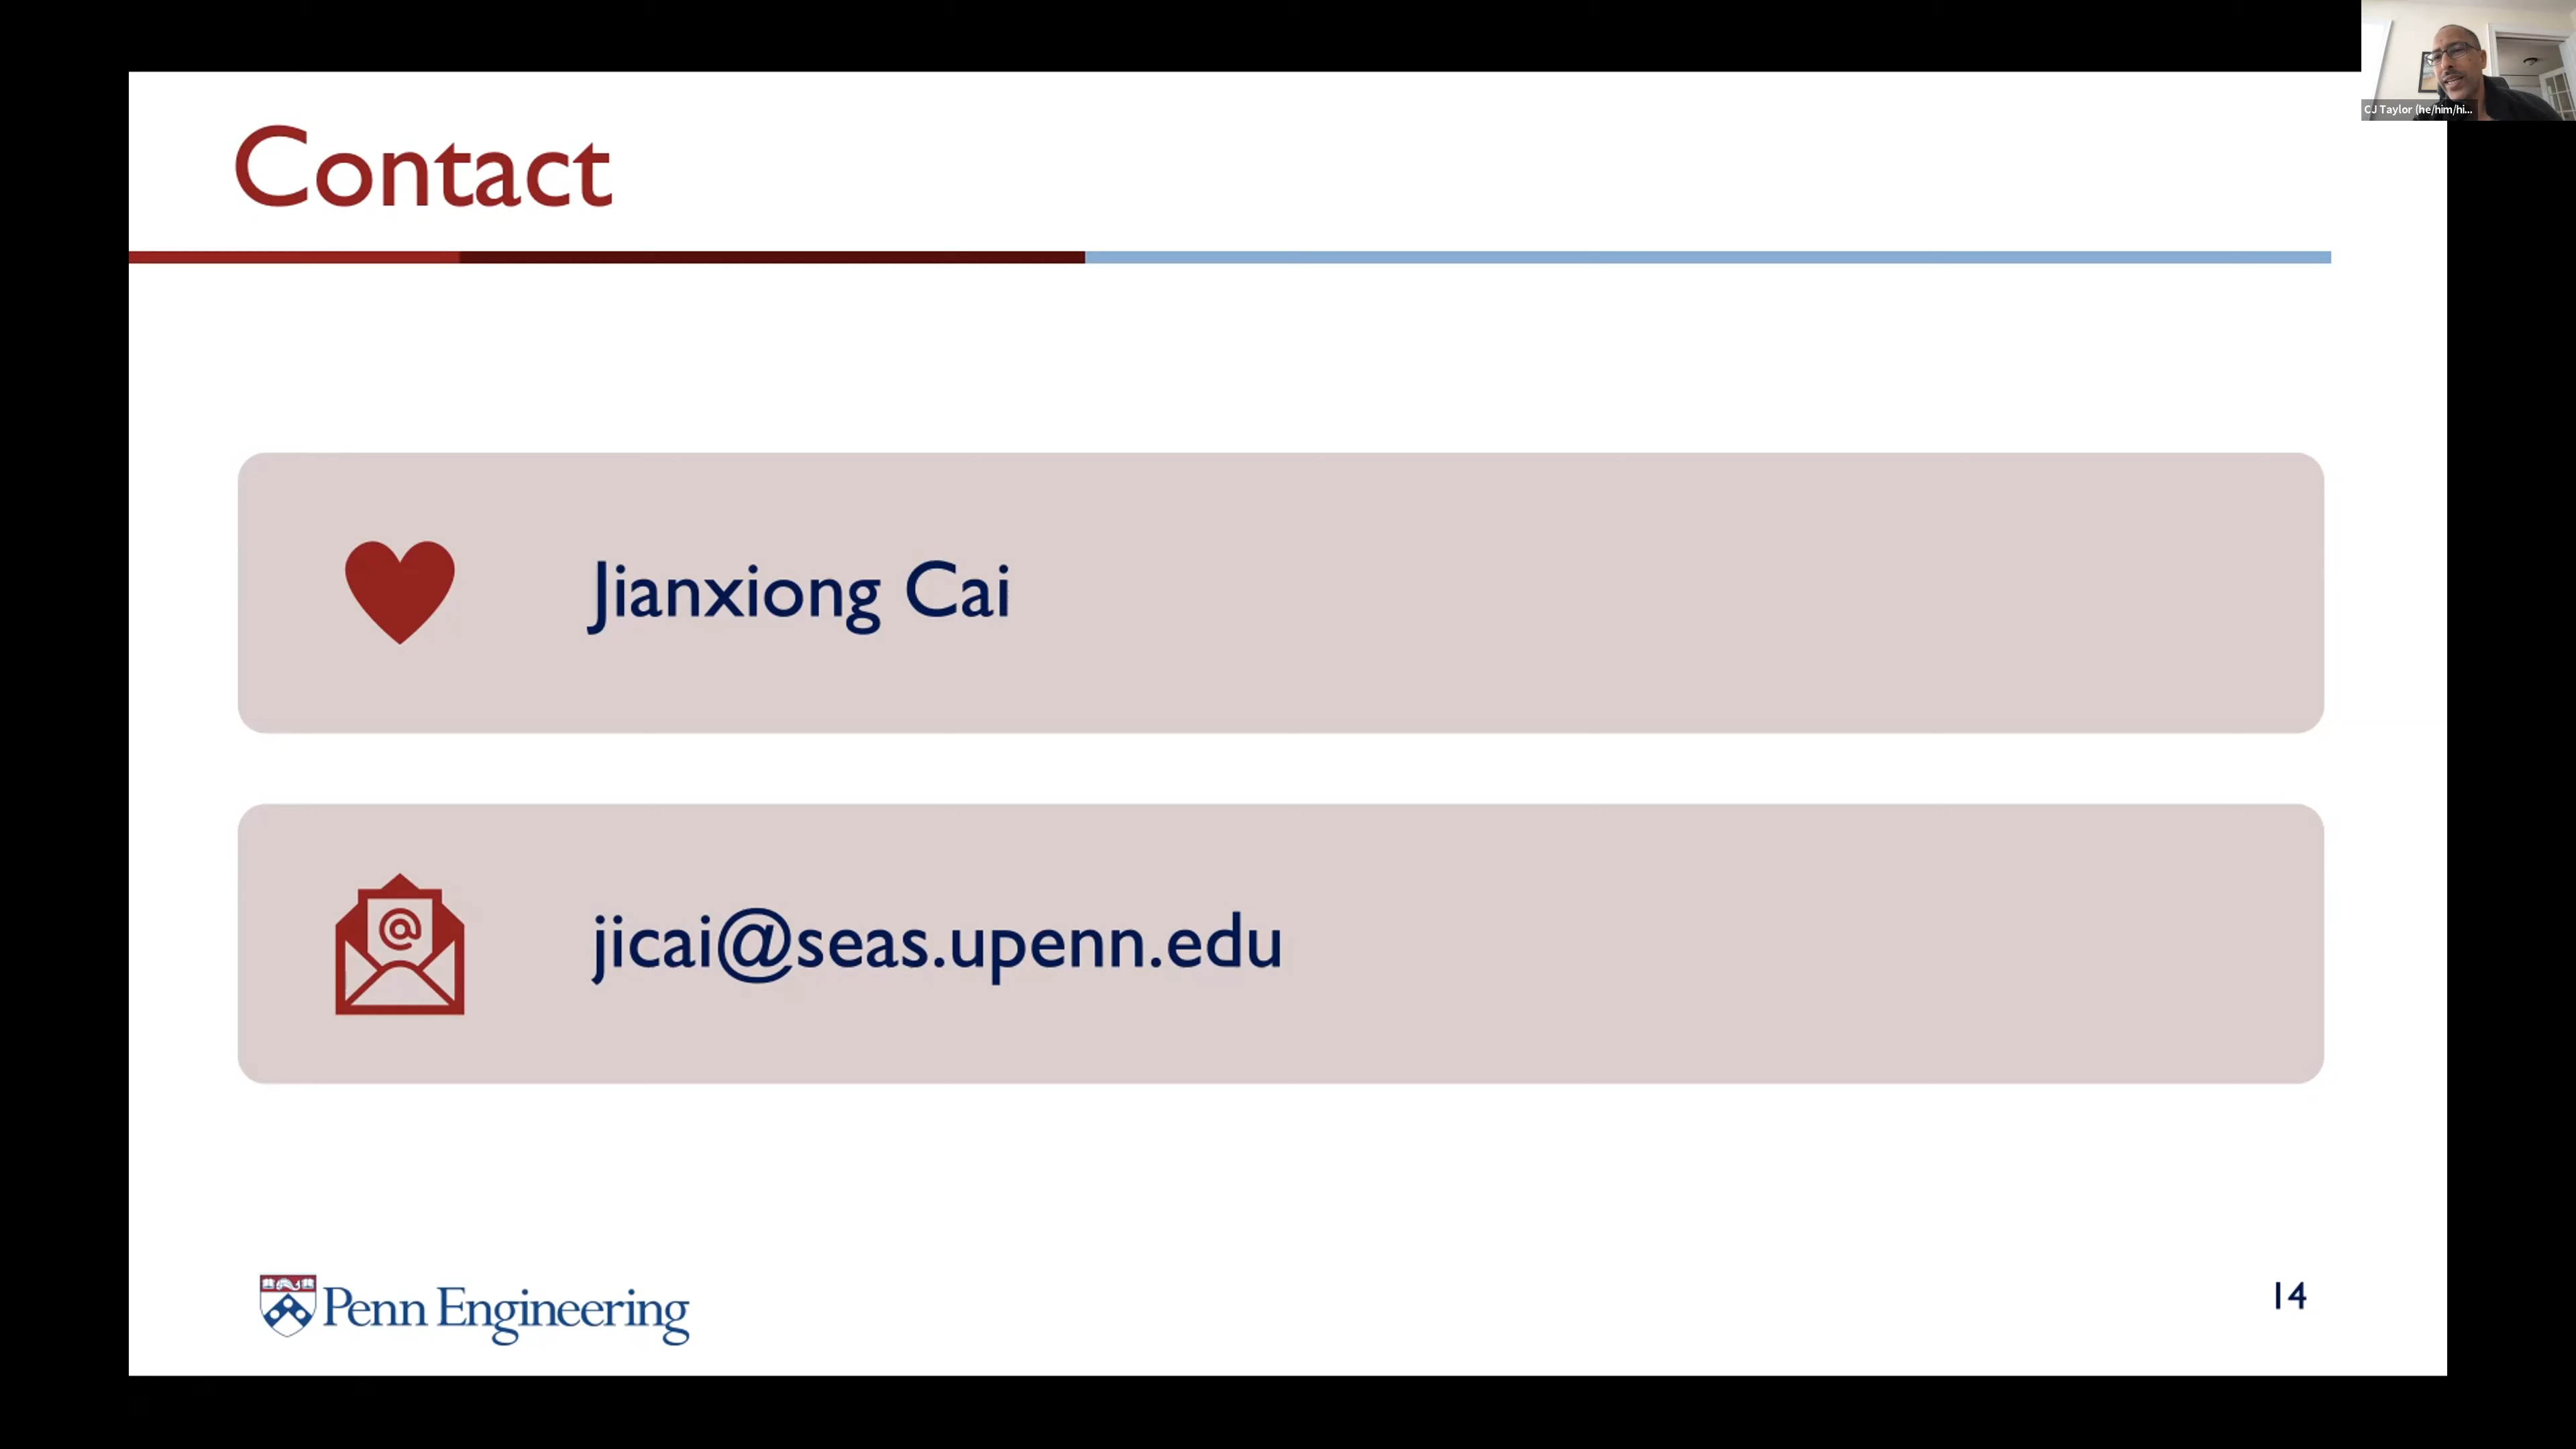 CJ Taylor (he/him/hi...
Contact
Jianxiong Cai
@
jicai@seas.upenn.edu
Penn Engineering
14